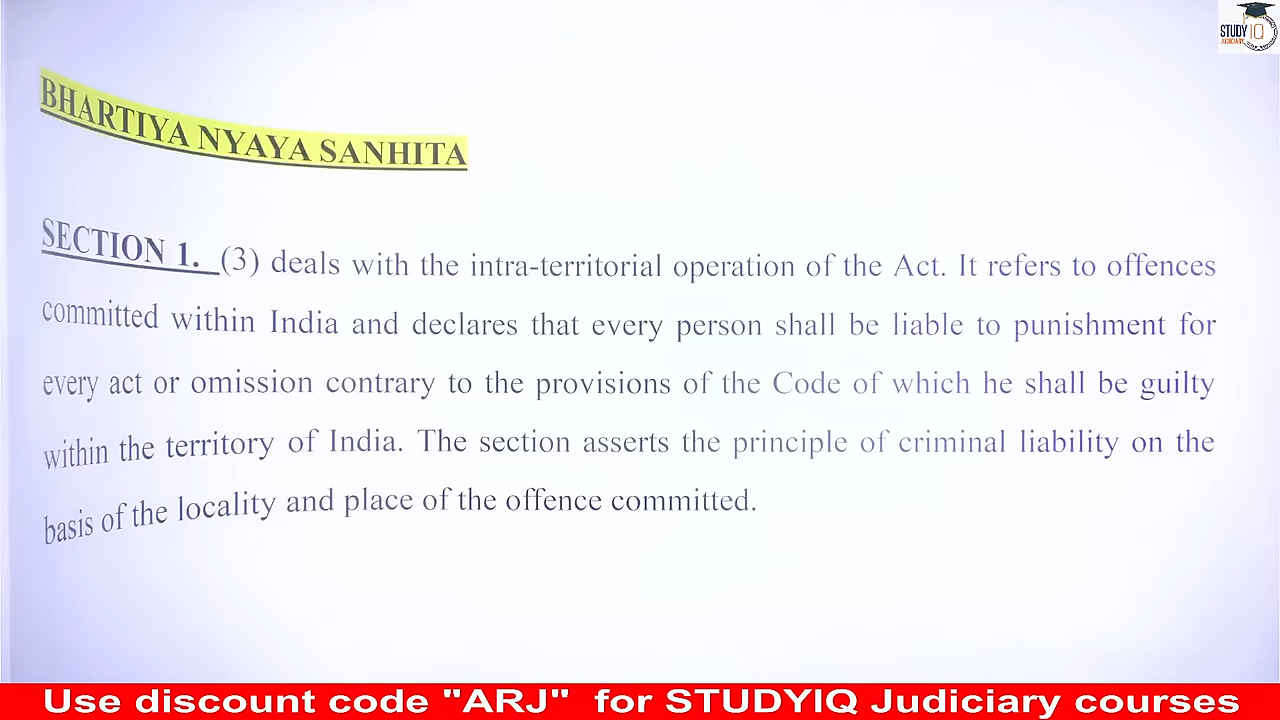 STUDY IQ
JUDICIARY
BHARTIYA NYAYA SANHITA
SECTION 1. (3) deals with the intra-territorial operation of the Act. It refers to offences
committed within India and declares that every person shall be liable to punishment for
every act or omission contrary to the provisions of the Code of which he shall be guilty
within the territory of India. The section asserts the principle of criminal liability on the
basis of the locality and place of the offence committed.
Use discount code "ARJ" for STUDYIQ Judiciary courses